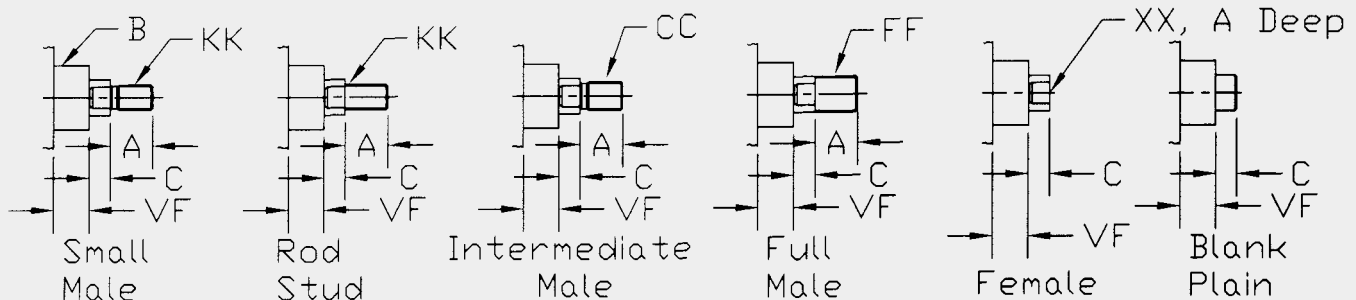 B
KK
A
C
VF
Small
Male
KK
A
C
VF
Rod
Stud
CC
A
C
VF
Intermediate
Male
FF
A
C
VF
Full
Male
XX, A Deep
C
VF
Female
C
VF
Blank
Plain